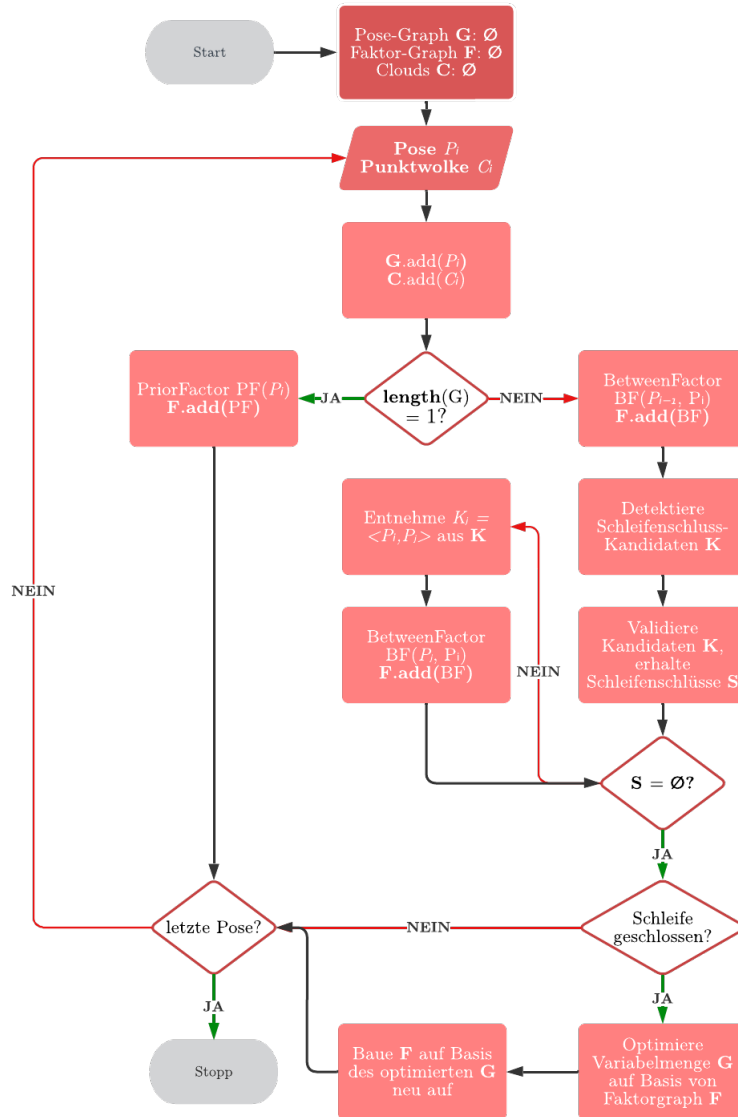 Start
Pose-Graph G: Ø
Faktor-Graph F: Ø
Clouds C: Ø
Pose Pᵢ
Punktwolke Cᵢ
G.add(Pᵢ)
C.add(Cᵢ)
PriorFactor PF(Pᵢ)
F.add(PF)
JA
length(G)
= 1?
NEIN
BetweenFactor
BF(Pᵢ₋₁, Pᵢ)
F.add(BF)
Entnehme Kⱼ =
<Pᵢ,Pⱼ> aus K
Detektiere
Schleifenschluss-
Kandidaten K
NEIN
BetweenFactor
BF(Pⱼ, Pᵢ)
F.add(BF)
NEIN
Validiere
Kandidaten K,
erhalte
Schleifenschlüsse S
S = Ø?
JA
letzte Pose?
NEIN
Schleife
geschlossen?
JA
JA
Stopp
Baue F auf Basis
des optimierten G
neu auf
Optimiere
Variabelmenge G
auf Basis von
Faktorgraph F